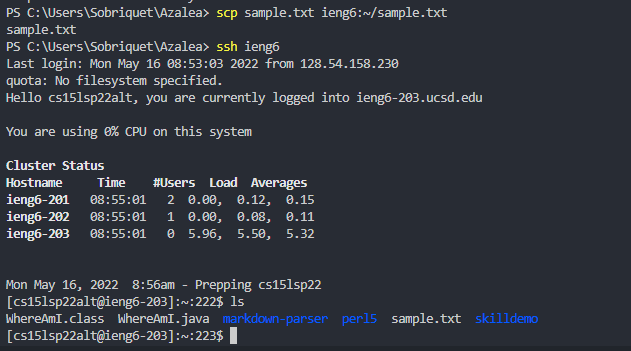 PS C:\Users\Sobriquet\Azalea> scp sample.txt ieng6:~/sample.txt
sample.txt
PS C:\Users\Sobriquet\Azalea> ssh ieng6
Last login: Mon May 16 08:53:03 2022 from 128.54.158.230
quota: No filesystem specified.
Hello cs15lsp22alt, you are currently logged into ieng6-203.ucsd.edu
You are using 0% CPU on this system
Cluster Status
Hostname     Time    #Users  Load  Averages
ieng6-201   08:55:01   2  0.00,  0.12,  0.15
ieng6-202   08:55:01   1  0.00,  0.08,  0.11
ieng6-203   08:55:01   0  5.96,  5.50,  5.32
Mon May 16, 2022  8:56am - Prepping cs15lsp22
[cs15lsp22alt@ieng6-203]:~:222$ ls
WhereAmI.class  WhereAmI.java  markdown-parser  perl5  sample.txt  skilldemo
[cs15lsp22alt@ieng6-203]:~:223$